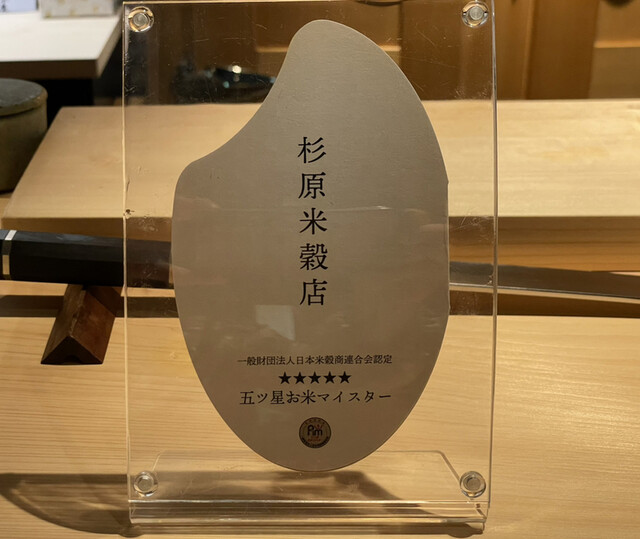 杉原米穀店
一般財団法人日本米穀商連合会認定
★★★★★
五ツ星お米マイスター